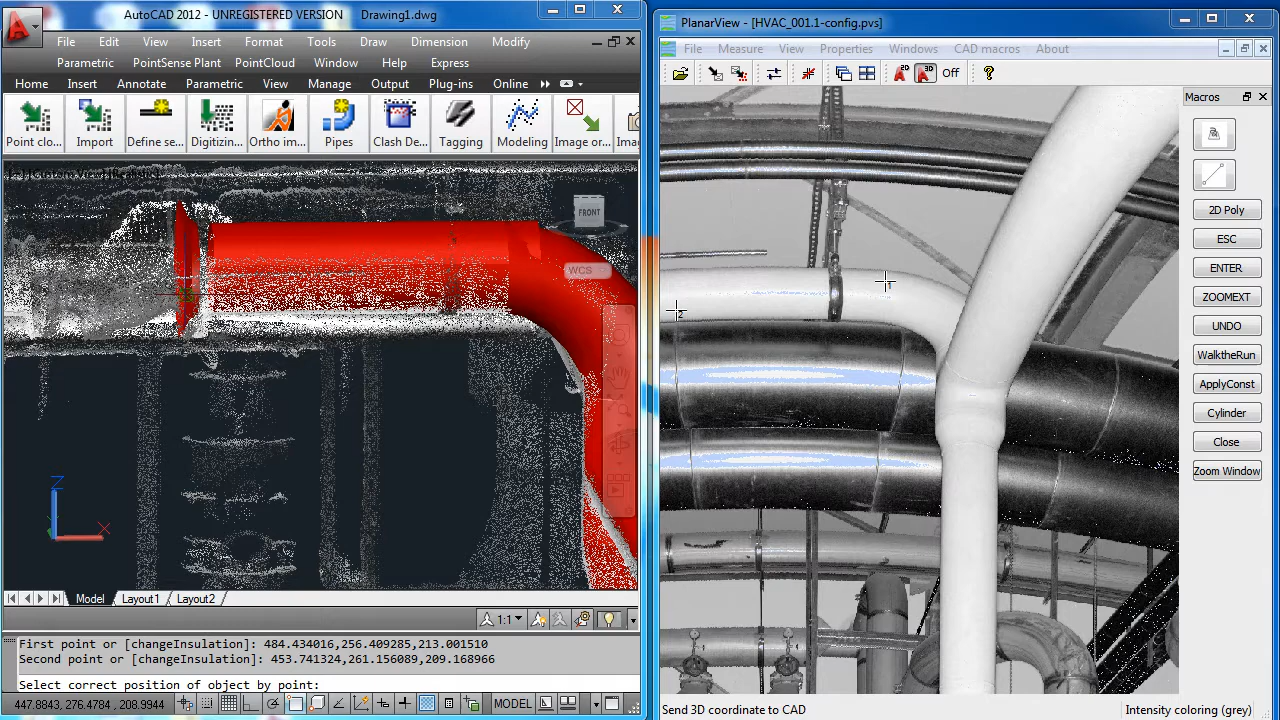 AutoCAD 2012 - UNREGISTERED VERSION Drawing1.dwg
File Edit View Insert Format Tools Draw Dimension Modify
Parametric PointSense Plant PointCloud Window Help Express
Home Insert Annotate Parametric View Manage Output Plug-ins Online
Point clo... Import Define se... Digitizin... Ortho im... Pipes Clash De... Tagging Modeling Image or...
FRONT
WCS
Z
X
Model Layout1 Layout2
1:1
First point or [changeInsulation]: 484.434016,256.409285,213.001510
Second point or [changeInsulation]: 453.741324,261.156089,209.168966
Select correct position of object by point:
447.8843, 276.4784 , 208.9944 MODEL
PlanarView - [HVAC_001.1-config.pvs]
File Measure View Properties Windows CAD macros About
2D 3D Off
1
2
Macros
2D Poly
ESC
ENTER
ZOOMEXT
UNDO
WalktheRun
ApplyConst
Cylinder
Close
Zoom Window
Send 3D coordinate to CAD Intensity coloring (grey)